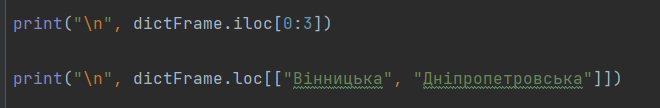 print("\n", dictFrame.iloc[0:3])
print("\n", dictFrame.loc[["Вінницька", "Дніпропетровська"]])